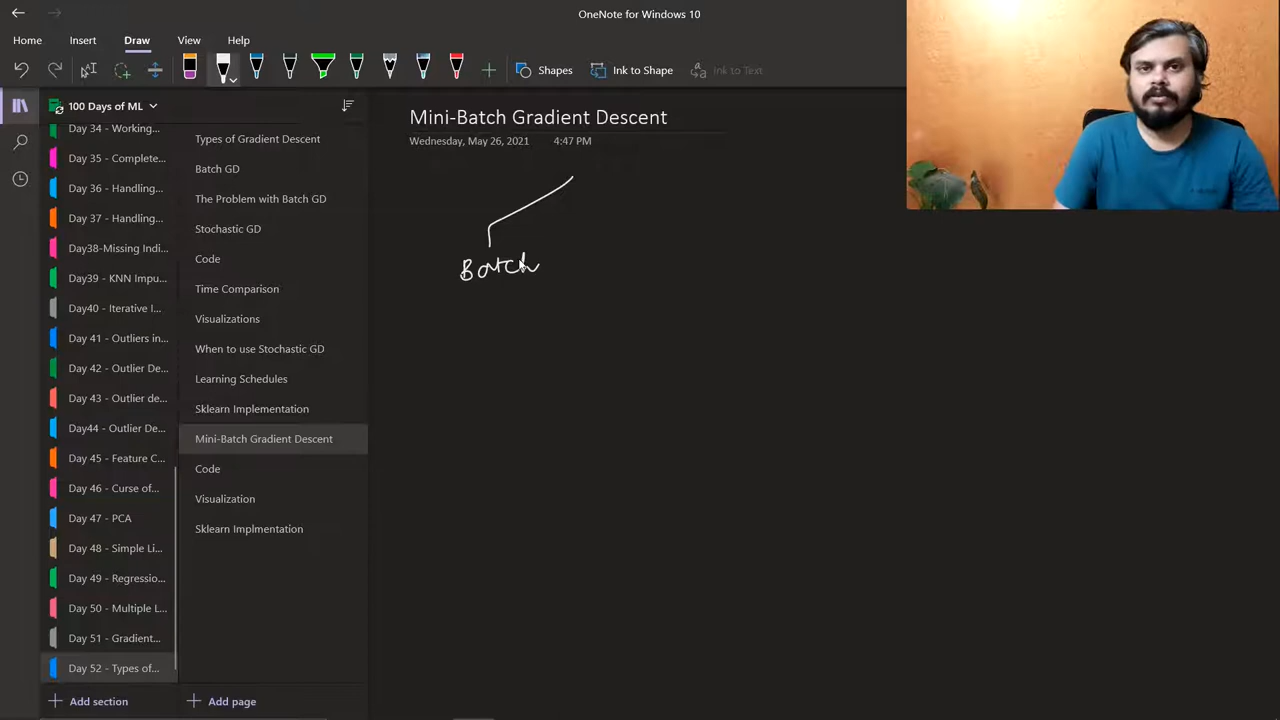 OneNote for Windows 10
Home Insert Draw View Help
Shapes Ink to Shape Ink to Text
100 Days of ML
Day 34 - Working...
Day 35 - Complete...
Day 36 - Handling...
Day 37 - Handling...
Day38-Missing Indi...
Day39 - KNN Impu...
Day40 - Iterative I...
Day 41 - Outliers in...
Day 42 - Outlier De...
Day 43 - Outlier de...
Day44 - Outlier De...
Day 45 - Feature C...
Day 46 - Curse of...
Day 47 - PCA
Day 48 - Simple Li...
Day 49 - Regressio...
Day 50 - Multiple L...
Day 51 - Gradient...
Day 52 - Types of...
Add section
Types of Gradient Descent
Batch GD
The Problem with Batch GD
Stochastic GD
Code
Time Comparison
Visualizations
When to use Stochastic GD
Learning Schedules
Sklearn Implementation
Mini-Batch Gradient Descent
Code
Visualization
Sklearn Implmentation
Add page
Mini-Batch Gradient Descent
Wednesday, May 26, 2021 4:47 PM
Batch